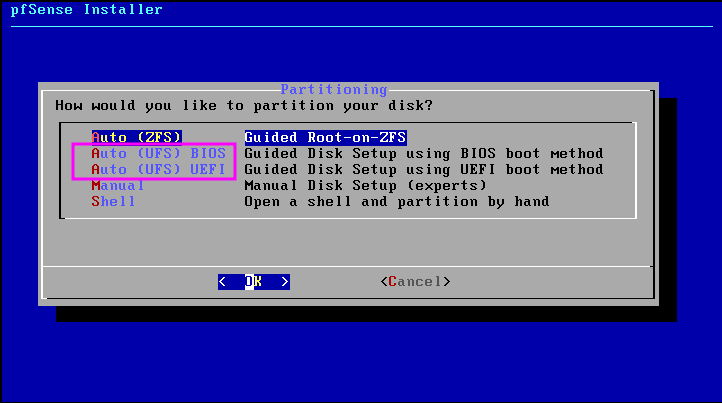 pfSense Installer
Partitioning
How would you like to partition your disk?
Auto (ZFS) Guided Root-on-ZFS
Auto (UFS) BIOS Guided Disk Setup using BIOS boot method
Auto (UFS) UEFI Guided Disk Setup using UEFI boot method
Manual Manual Disk Setup (experts)
Shell Open a shell and partition by hand
< OK > <Cancel>